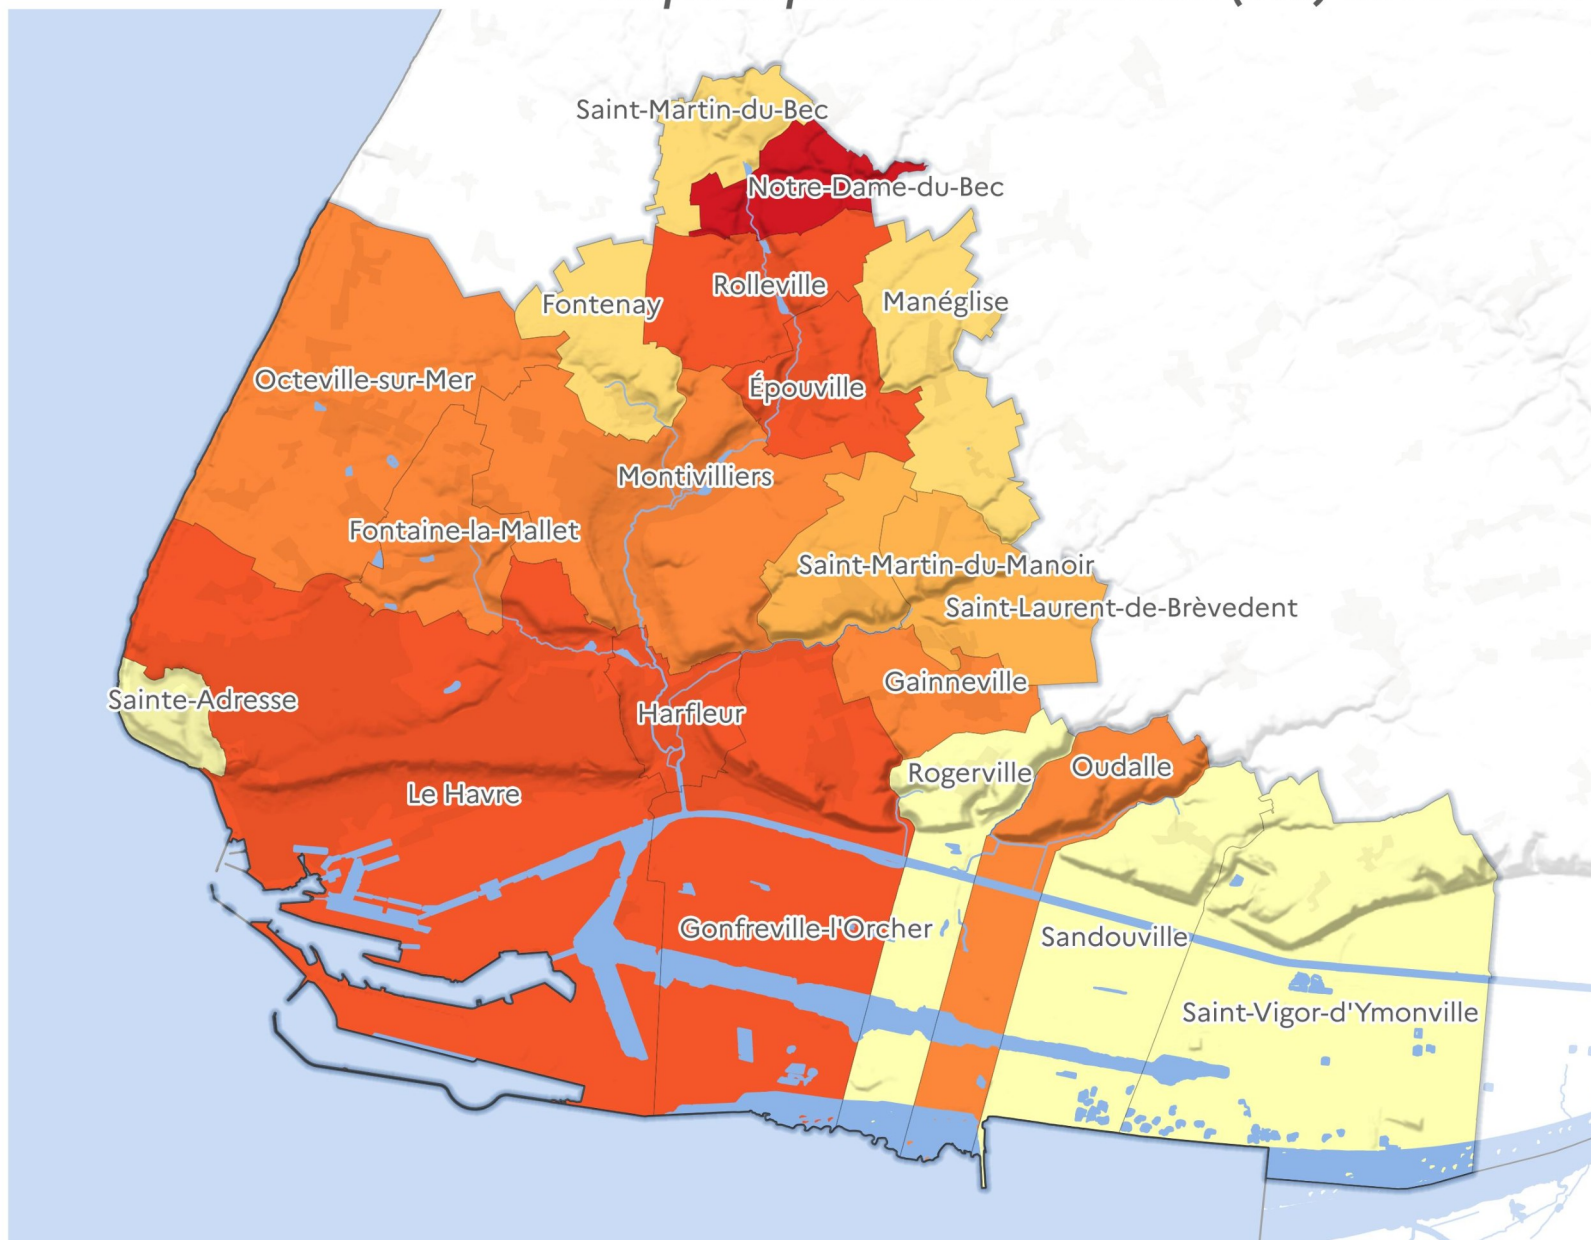 Saint-Martin-du-Bec
Notre-Dame-du-Bec
Rolleville
Fontenay
Manéglise
Octeville-sur-Mer
Épouville
Montivilliers
Fontaine-la-Mallet
Saint-Martin-du-Manoir
Saint-Laurent-de-Brèvedent
Gainneville
Sainte-Adresse
Harfleur
Rogerville
Oudalle
Le Havre
Gonfreville-l'Orcher
Sandouville
Saint-Vigor-d'Ymonville